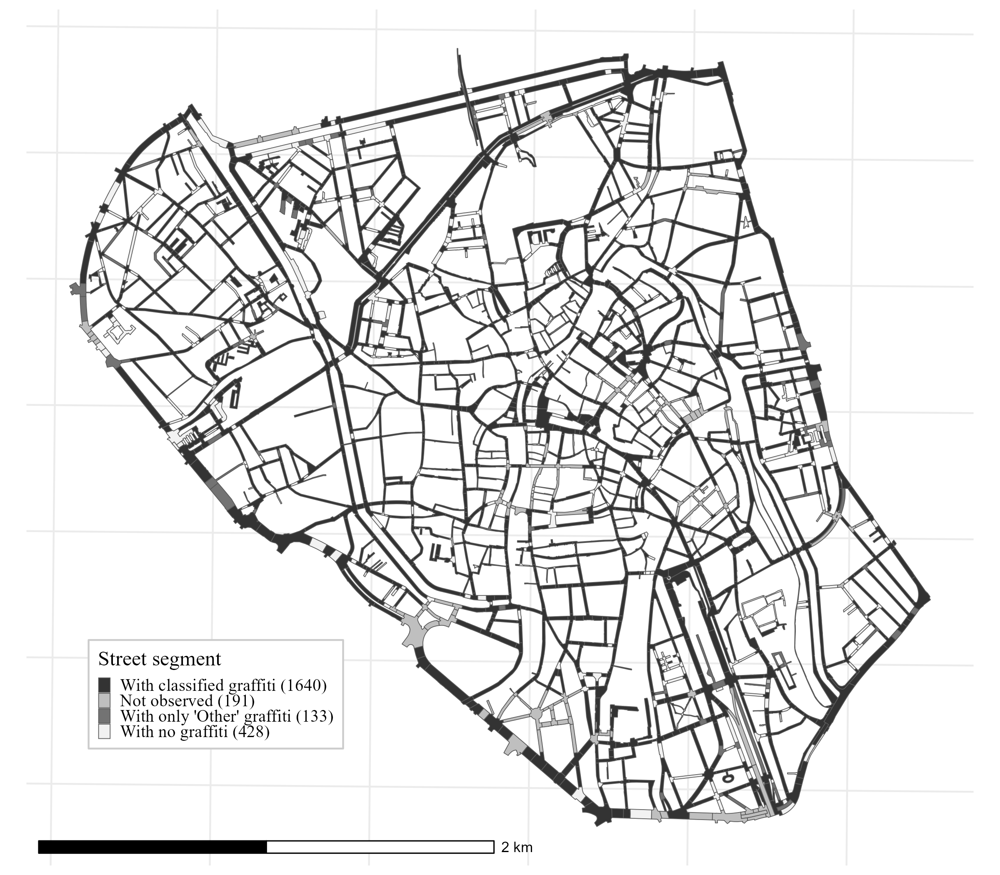 Street segment
With classified graffiti (1640)
Not observed (191)
With only 'Other' graffiti (133)
With no graffiti (428)
2 km